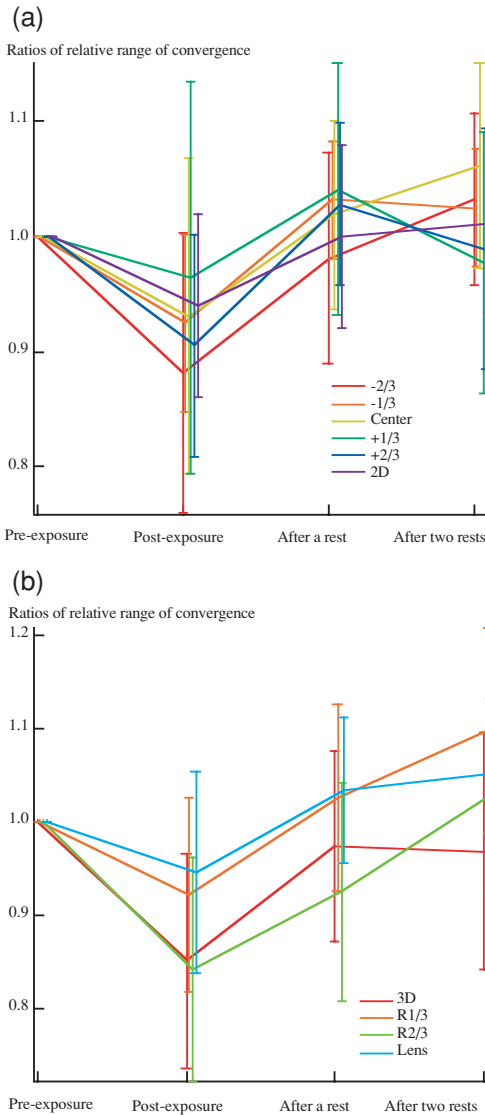 (a)
Ratios of relative range of convergence
1.1
1.0
0.9
0.8
-2/3
-1/3
Center
+1/3
+2/3
2D
Pre-exposure Post-exposure After a rest After two rests
(b)
Ratios of relative range of convergence
1.2
1.1
1.0
0.9
0.8
3D
R1/3
R2/3
Lens
Pre-exposure Post-exposure After a rest After two rests